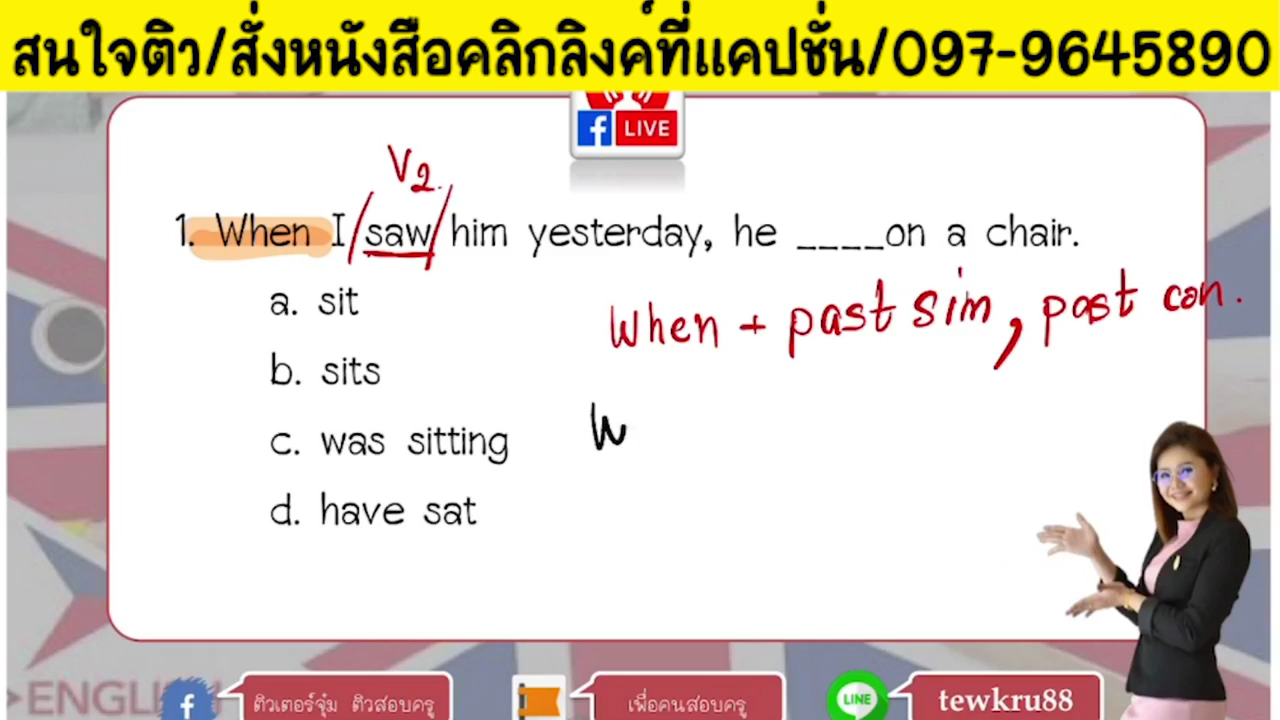 สนใจติว/สั่งหนังสือคลิกลิงค์ที่แคปชั่น/097-9645890
f LIVE
V2
1. When I saw him yesterday, he ____on a chair.
a. sit
When + past sim, past con.
b. sits
W
c. was sitting
d. have sat
ENGLI
ติวเตอร์จุ๋ม ติวสอบครู
เพื่อคนสอบครู
LINE
tewkru88